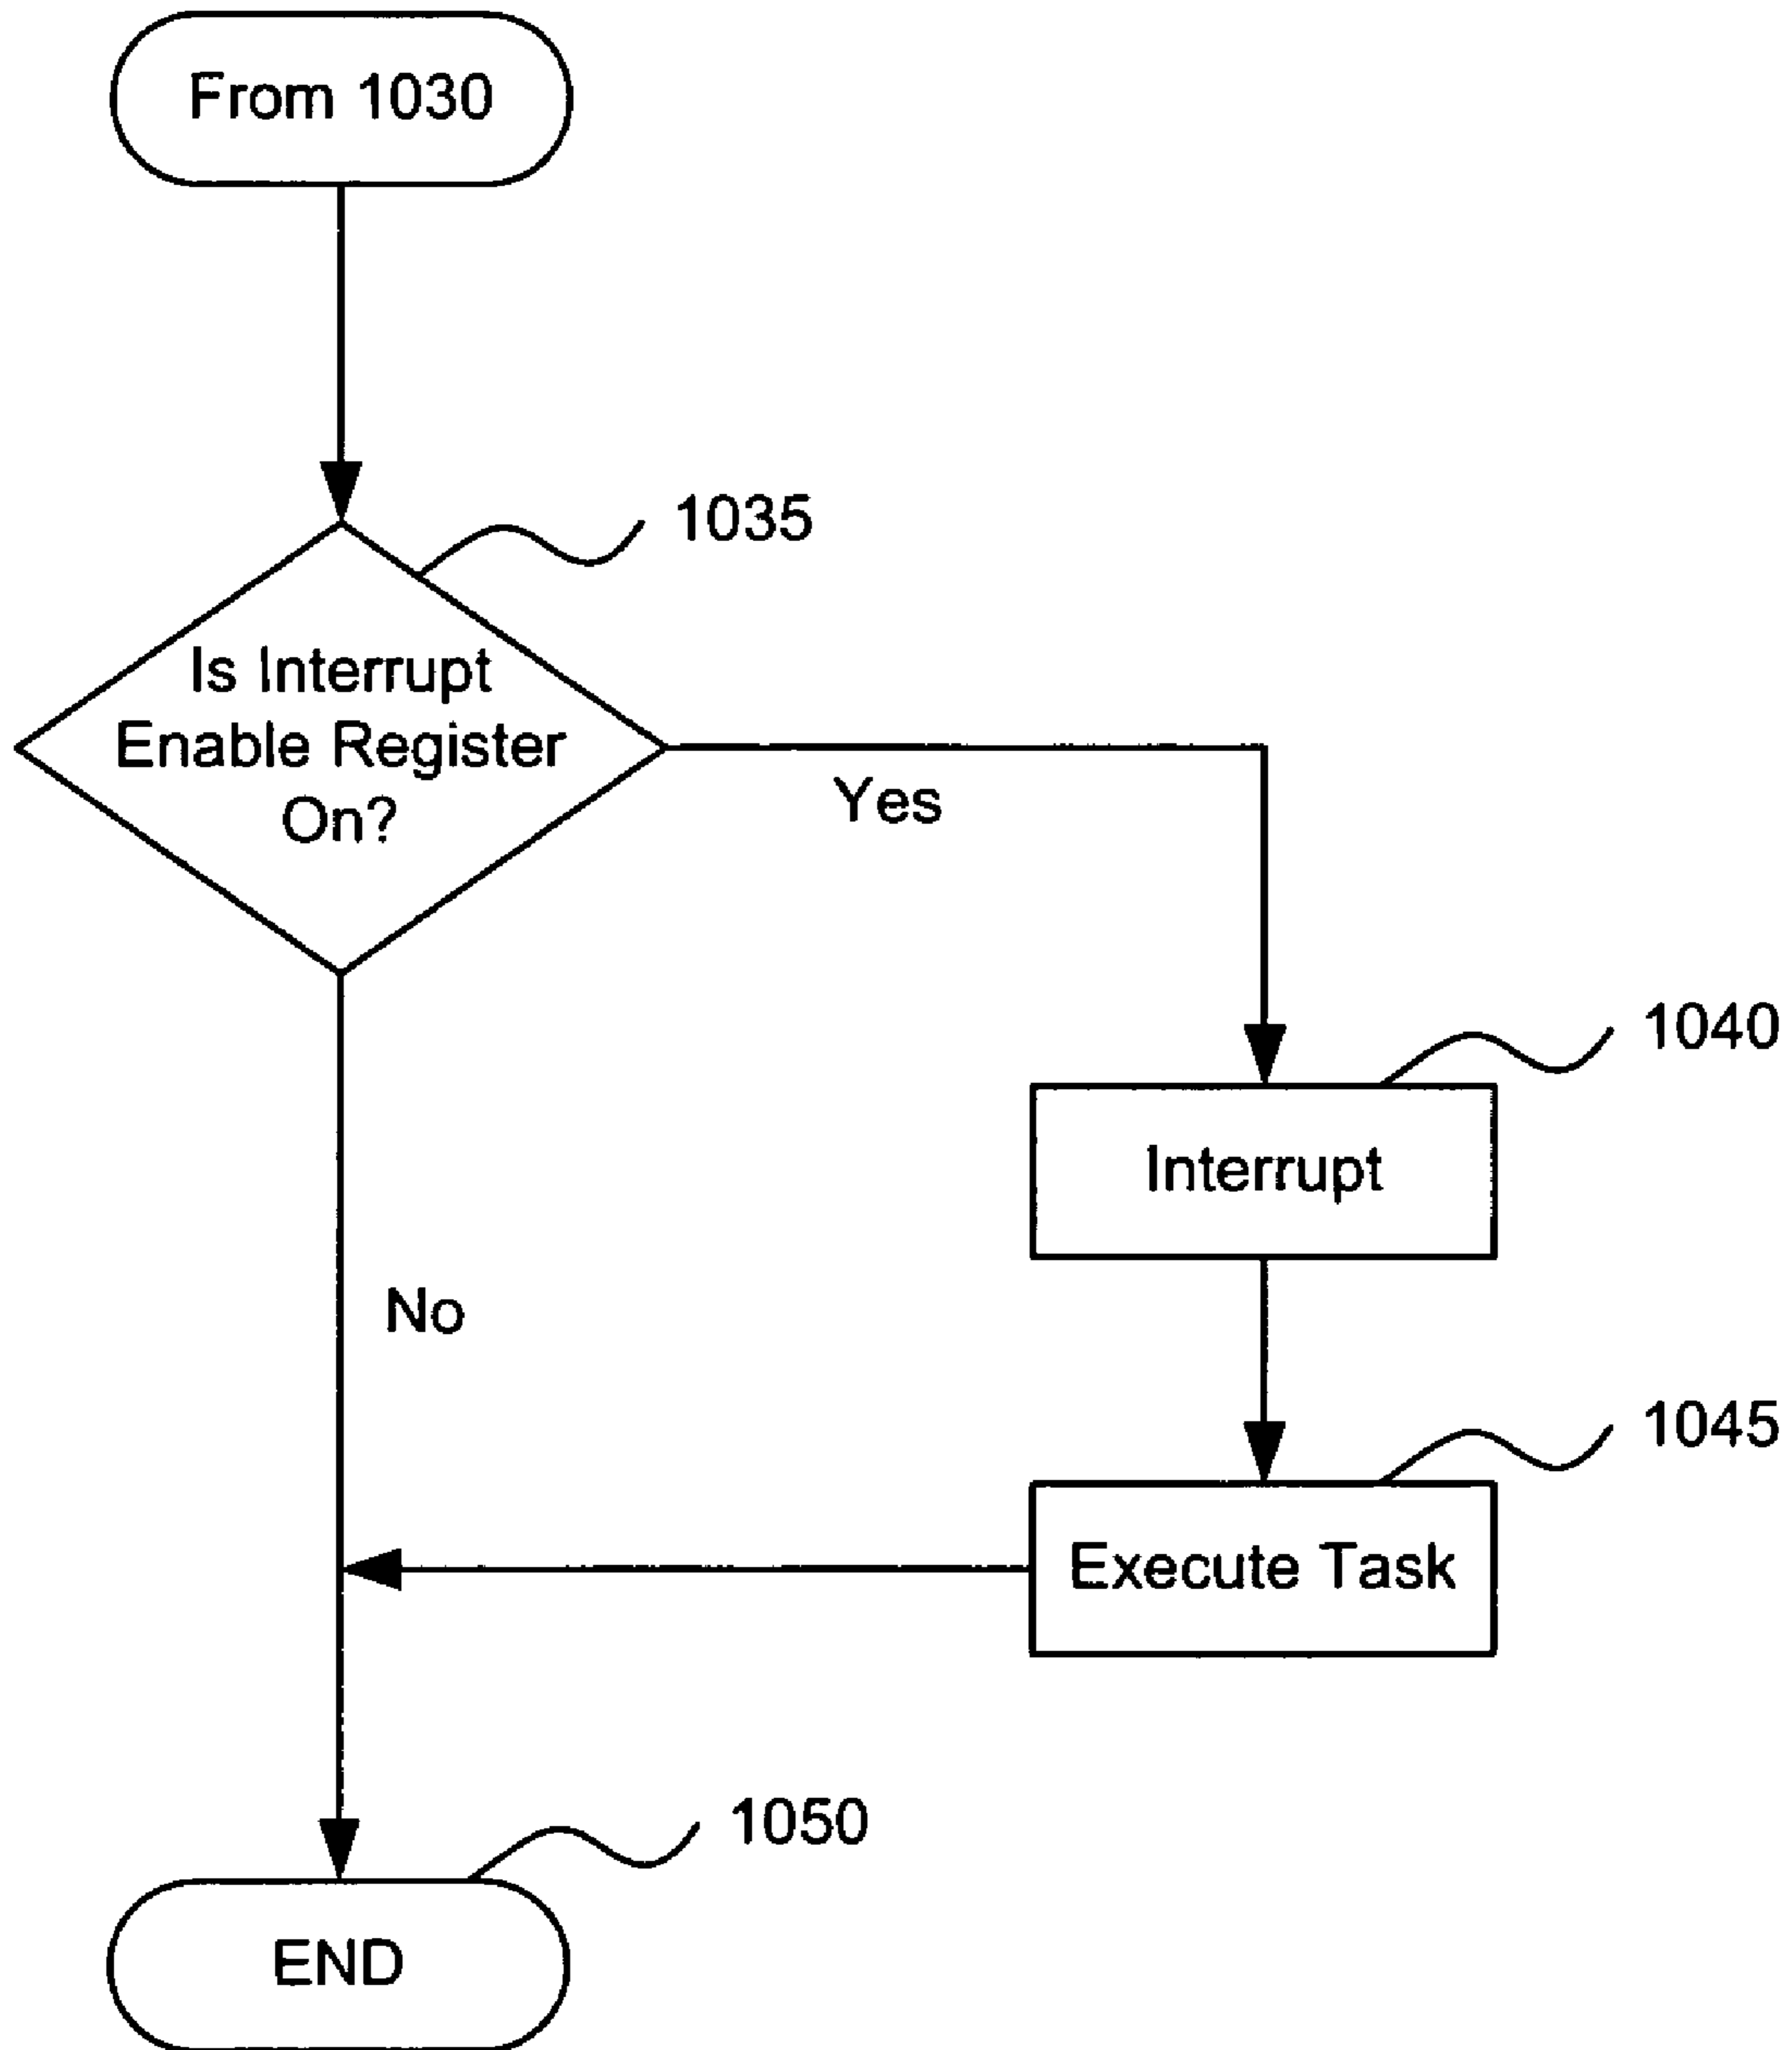 From 1030
1035
Is Interrupt
Enable Register
On?
Yes
1040
Interrupt
No
1045
Execute Task
1050
END